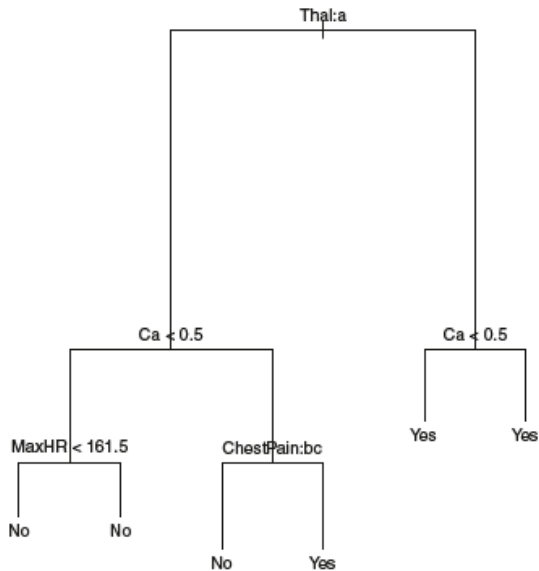 Thal:a
Ca < 0.5
Ca < 0.5
MaxHR < 161.5
ChestPain:bc
Yes
Yes
No
No
No
Yes